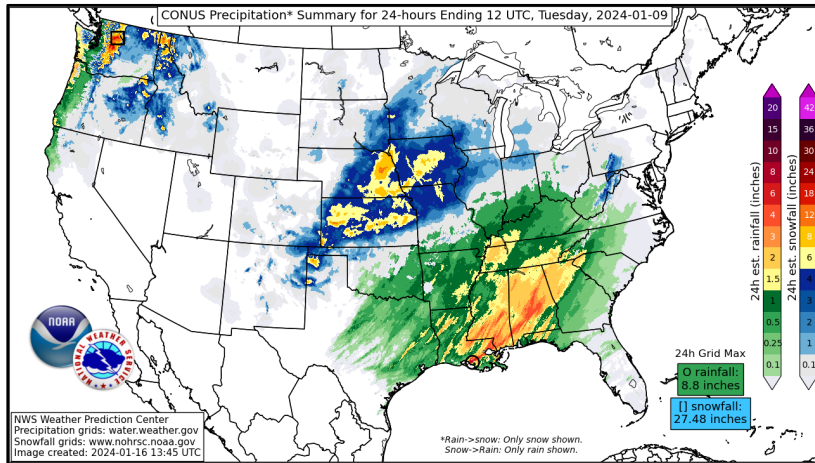 CONUS Precipitation* Summary for 24-hours Ending 12 UTC, Tuesday, 2024-01-09
24h est. rainfall (inches)
20
15
10
8
6
4
3
2
1.5
1
0.5
0.25
0.1
24h est. snowfall (inches)
42
36
30
24
18
12
8
6
4
3
2
1
0.1
NOAA
NATIONAL WEATHER SERVICE
24h Grid Max
O rainfall:
8.8 inches
[] snowfall:
27.48 inches
NWS Weather Prediction Center
Precipitation grids: water.weather.gov
Snowfall grids: www.nohrsc.noaa.gov
Image created: 2024-01-16 13:45 UTC
*Rain->snow: Only snow shown.
Snow->Rain: Only rain shown.